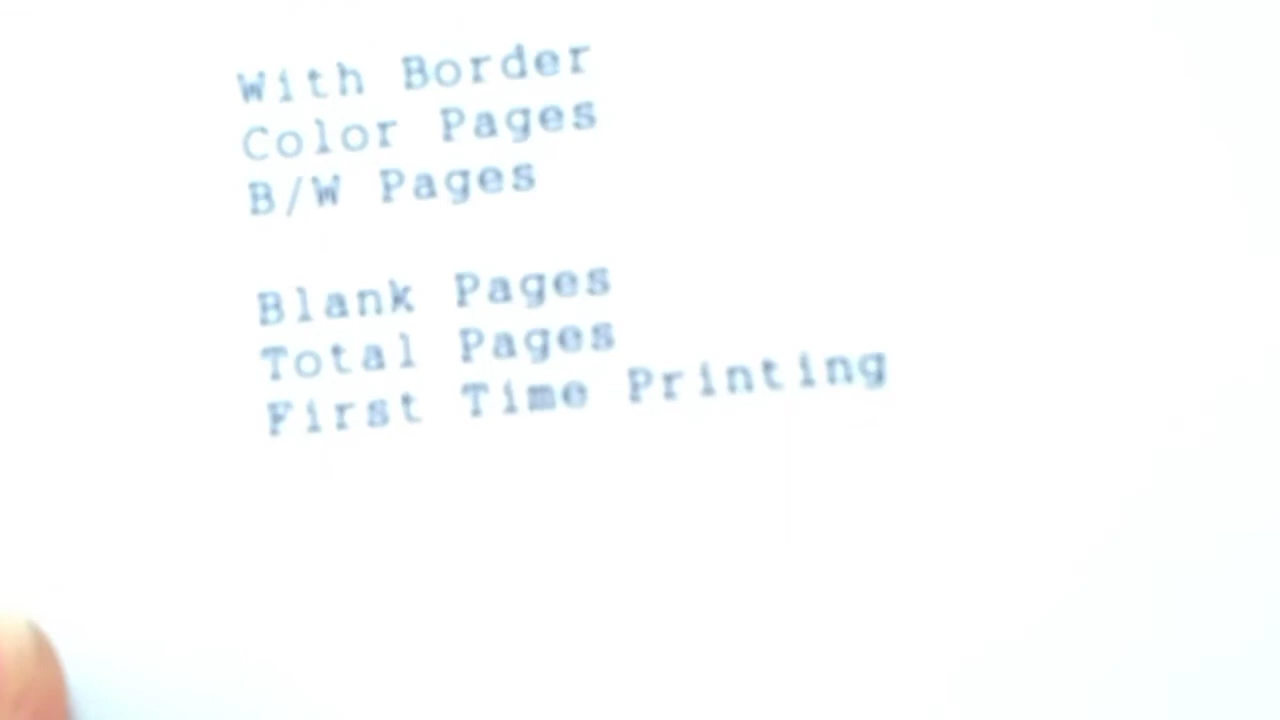 With Border
Color Pages
B/W Pages
Blank Pages
Total Pages
First Time Printing